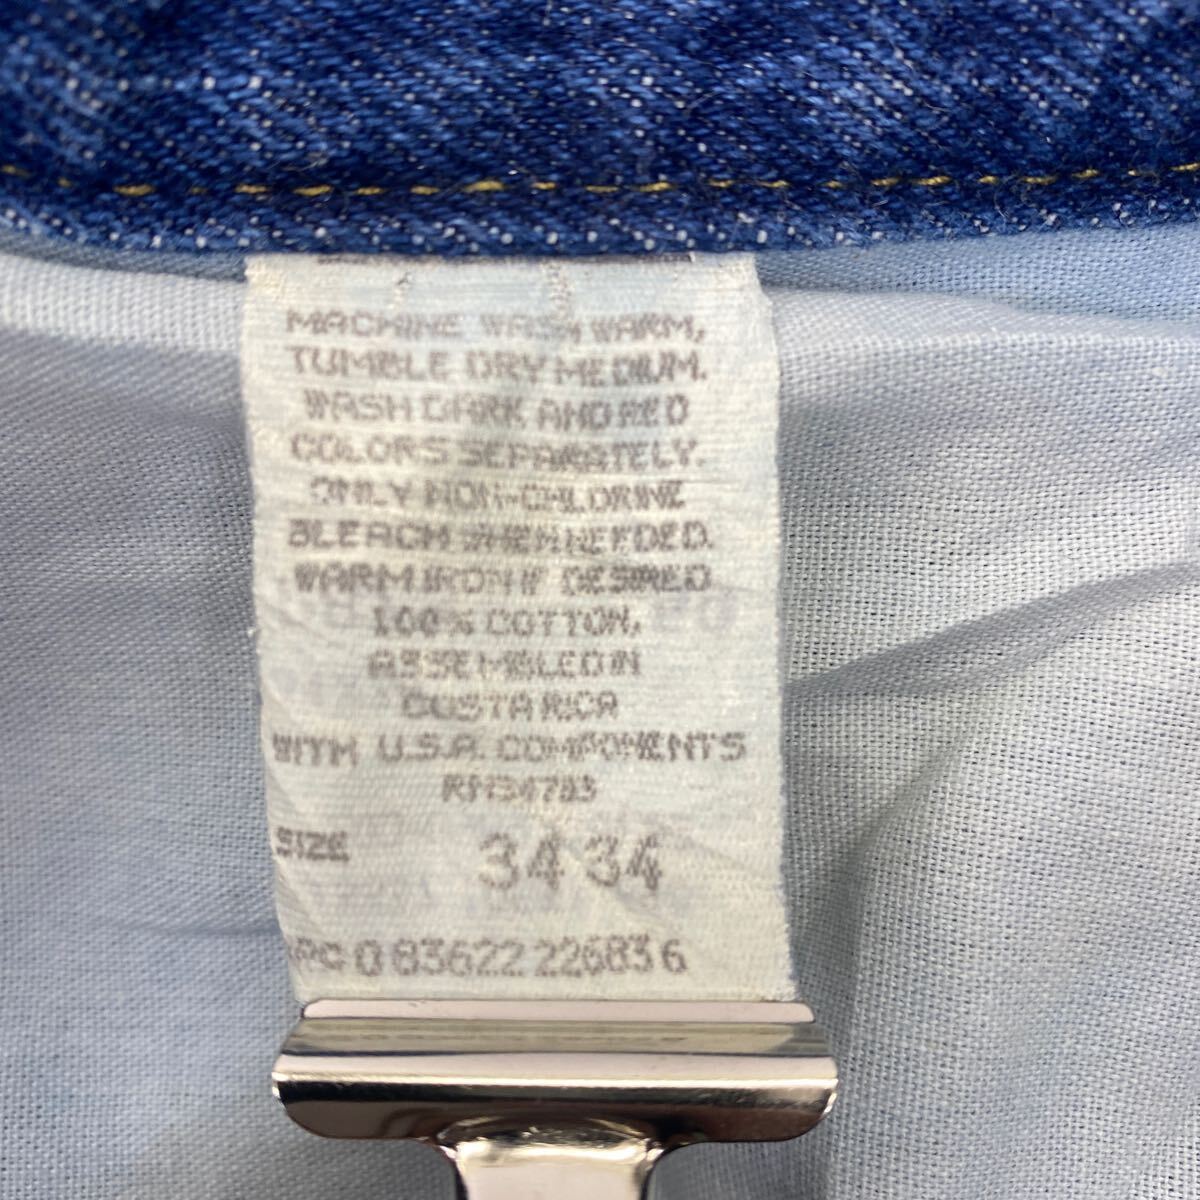 MACHINE WASH WARM,
TUMBLE DRY MEDIUM.
WASH DARK AND RED
COLORS SEPARATELY.
ONLY NON-CHLORINE
BLEACH WHEN NEEDED.
WARM IRON IF DESIRED
100% COTTON,
ASSEMBLED IN
COSTA RICA
WITH U.S.A. COMPONENTS
RN34783
SIZE 34 34
0 83622 22683 6